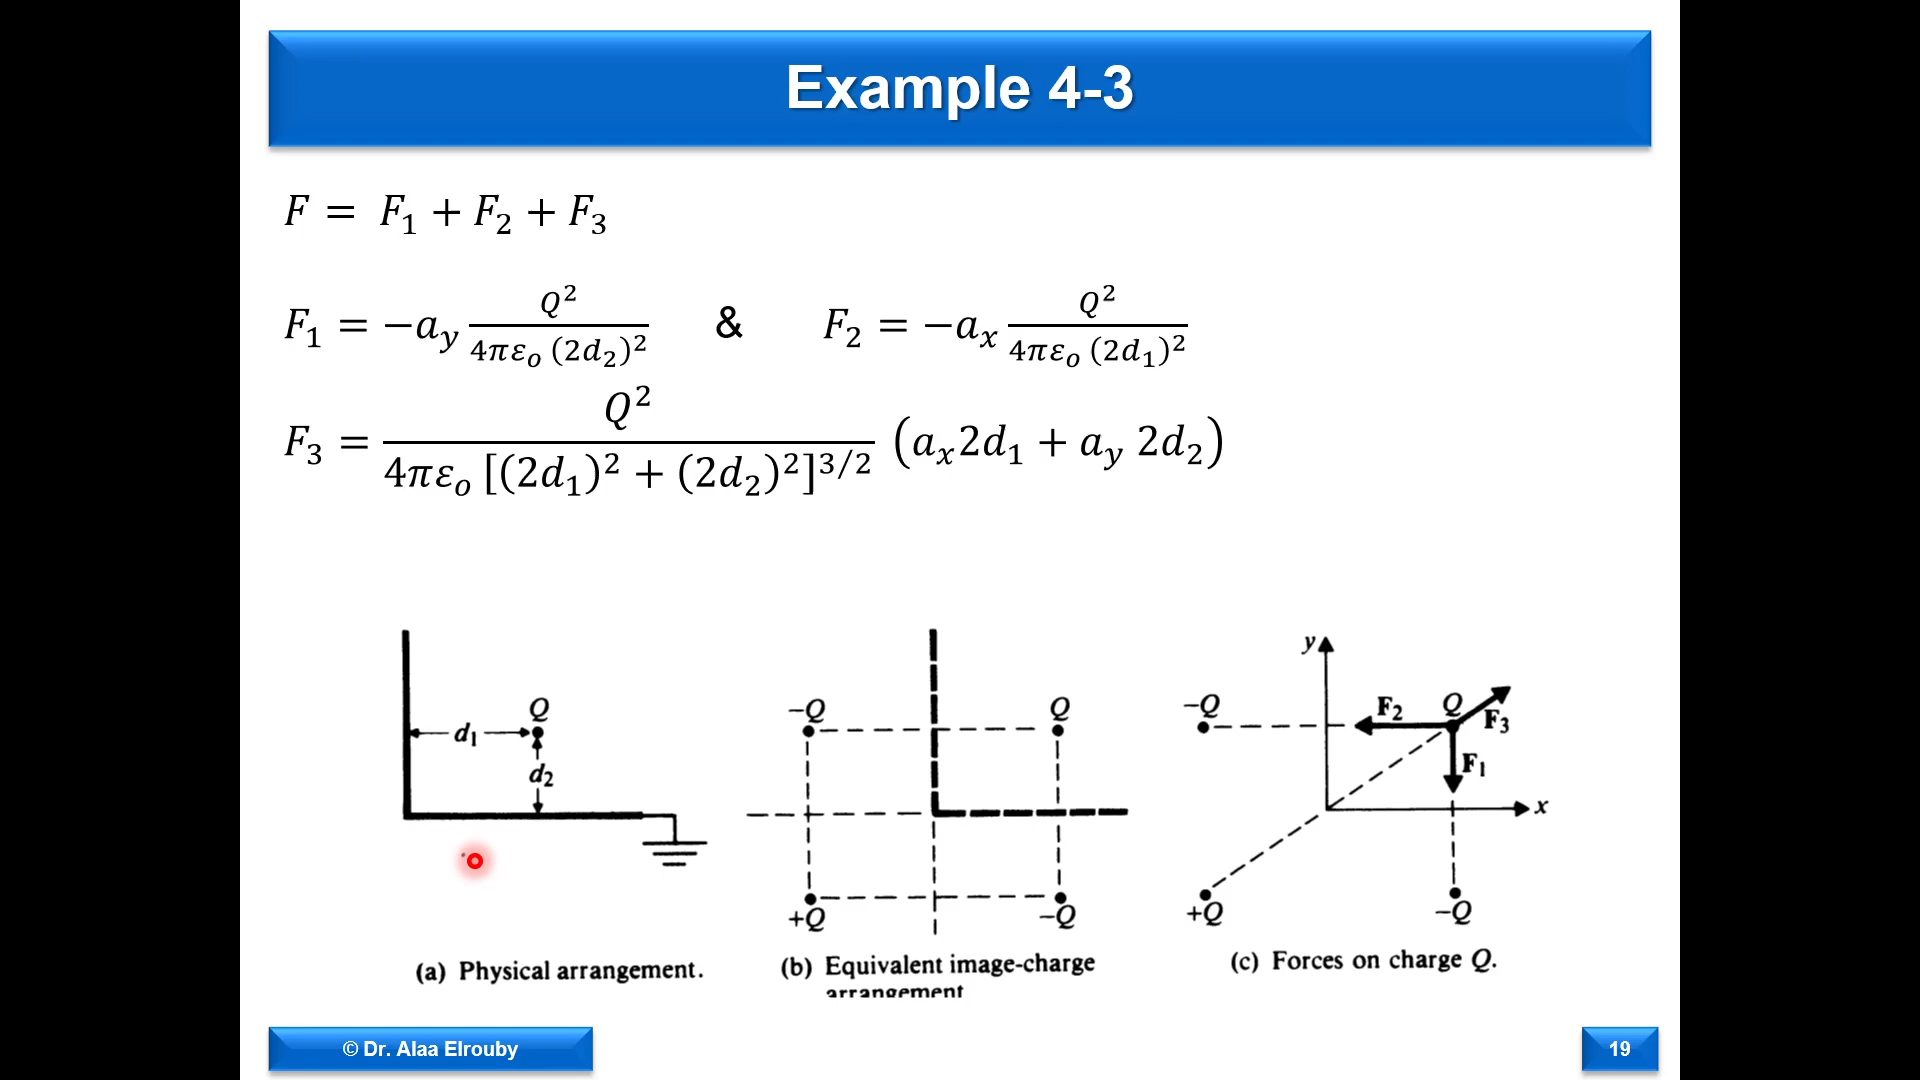 Example 4-3
F = F₁ + F₂ + F₃
F₁ = −a_y Q²/(4πε_o (2d₂)²) & F₂ = −a_x Q²/(4πε_o (2d₁)²)
F₃ = Q²/(4πε_o [(2d₁)² + (2d₂)²]^{3/2}) (a_x 2d₁ + a_y 2d₂)
Q
d₁
d₂
(a) Physical arrangement.
−Q
Q
+Q
−Q
(b) Equivalent image-charge
arrangement
y
−Q
F₂
Q
F₃
F₁
x
+Q
−Q
(c) Forces on charge Q.
© Dr. Alaa Elrouby
19